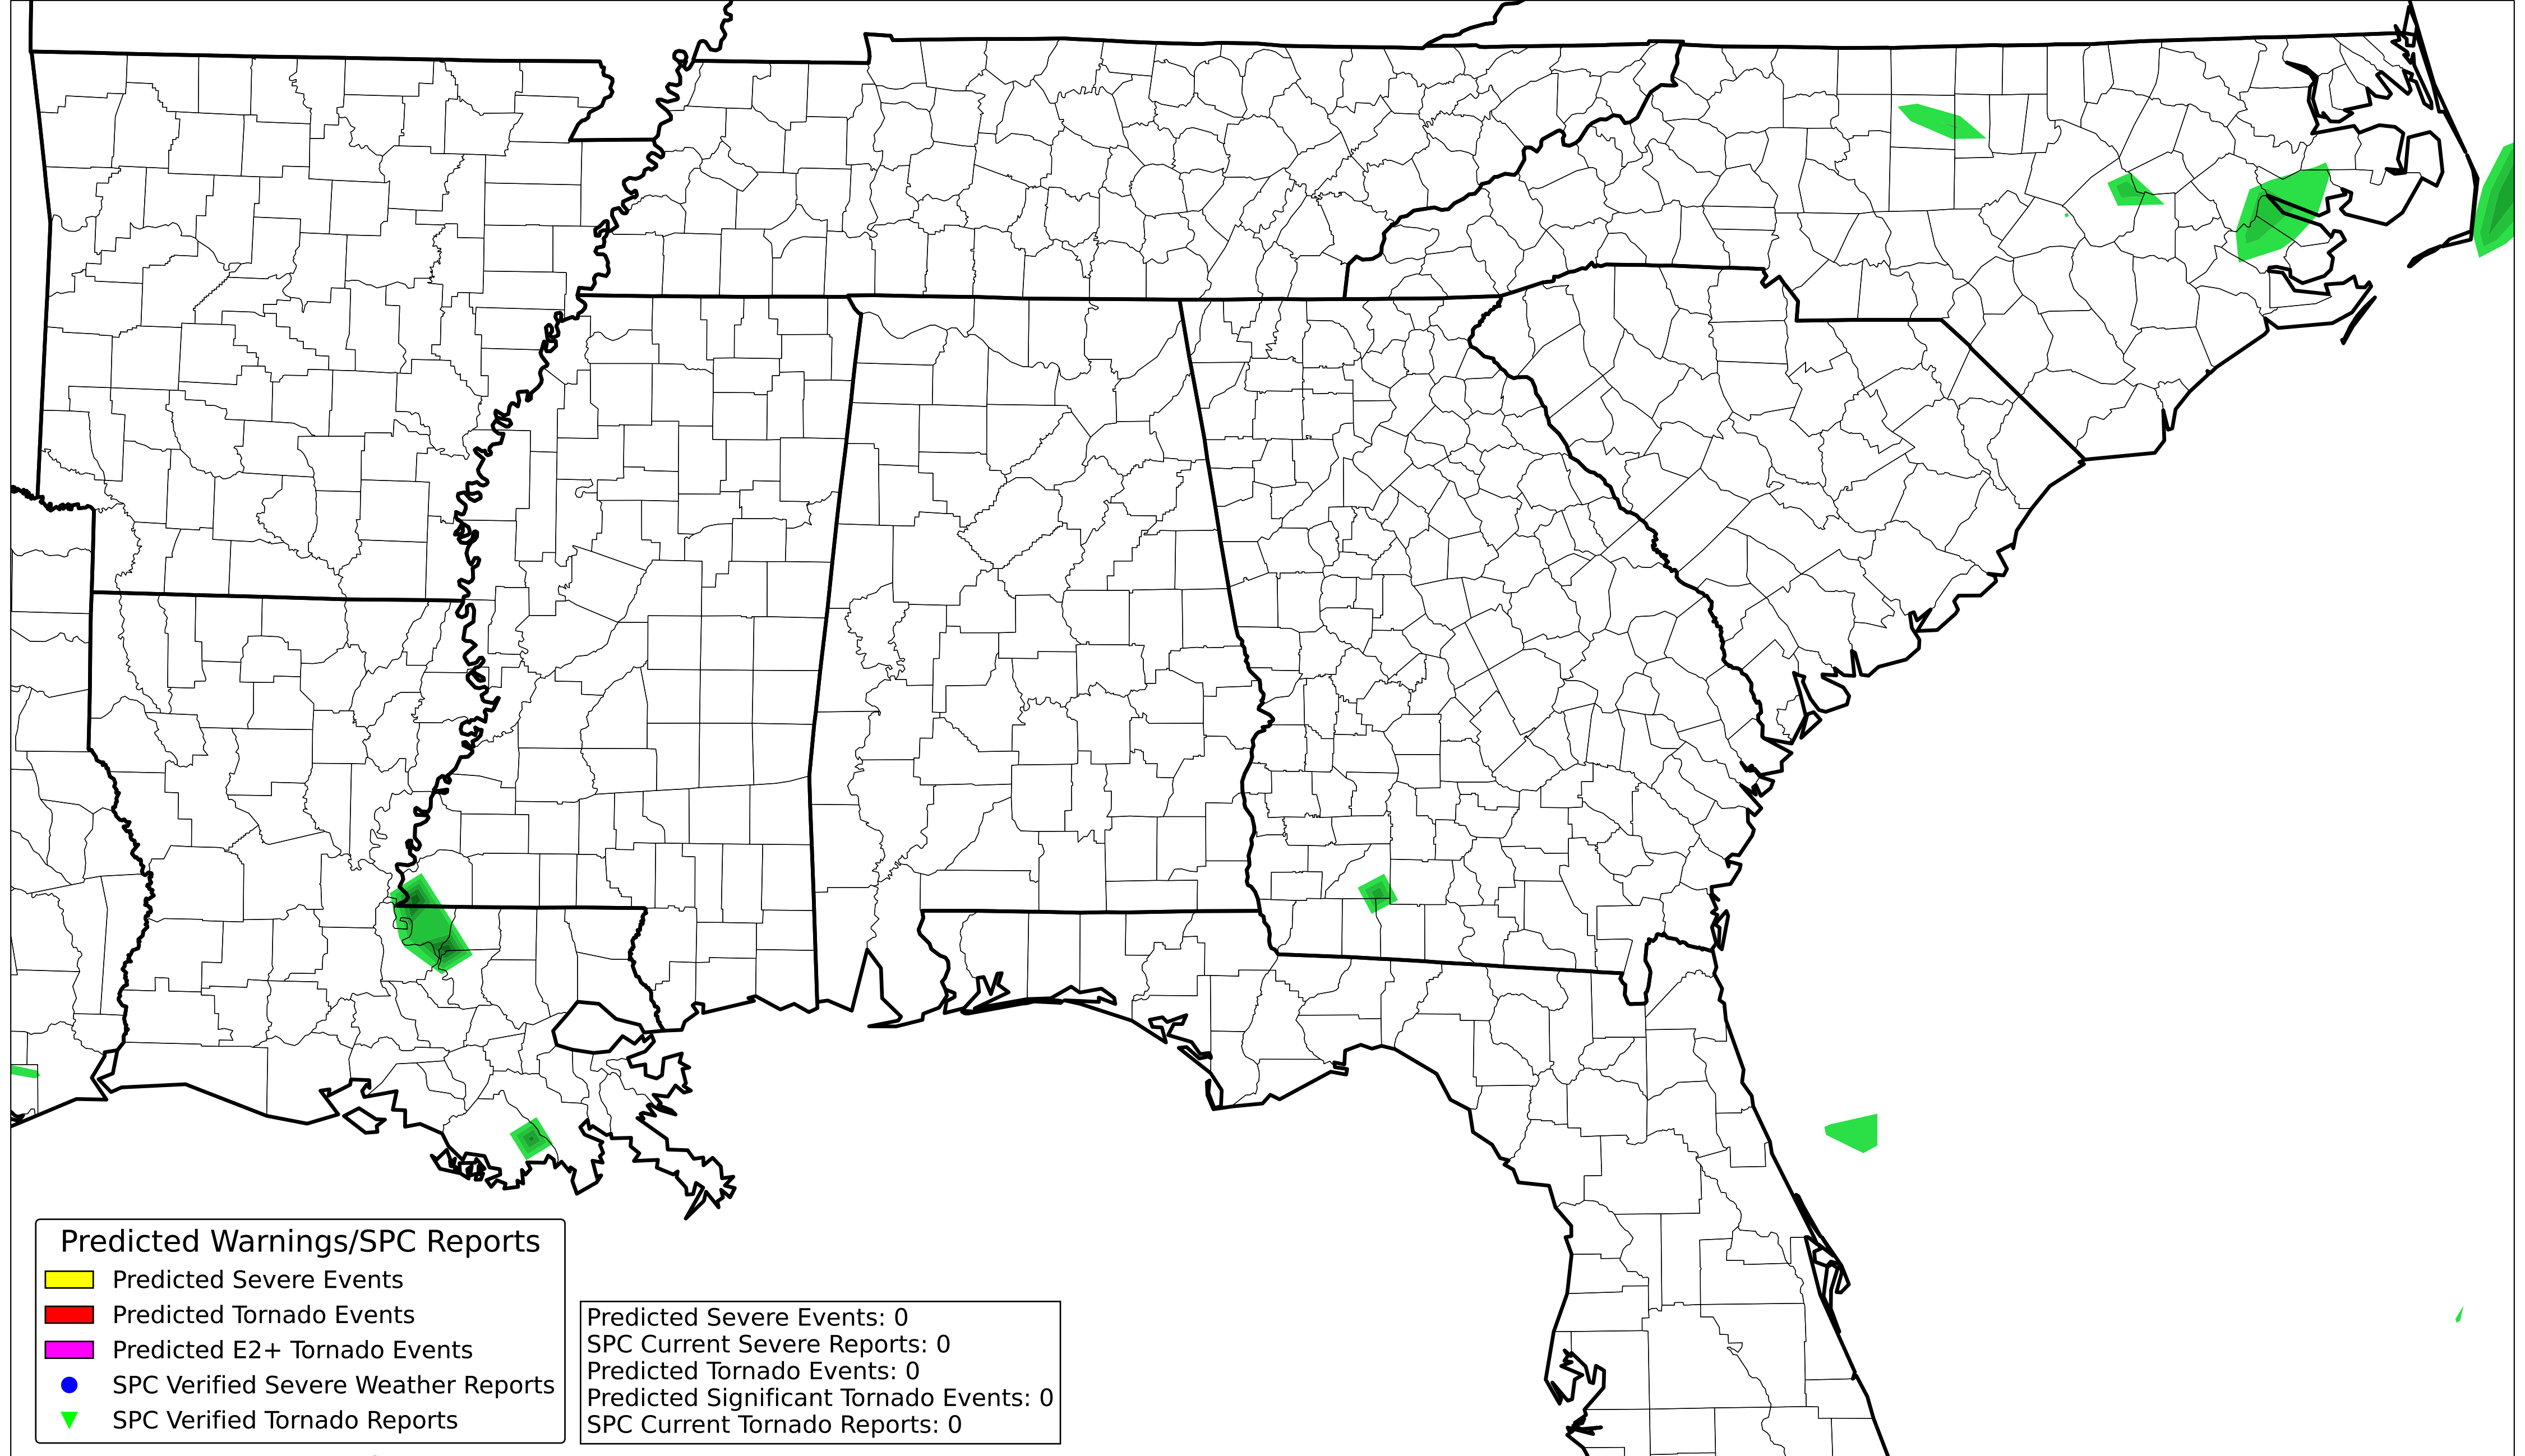 Predicted Warnings/SPC Reports
Predicted Severe Events
Predicted Tornado Events
Predicted E2+ Tornado Events
SPC Verified Severe Weather Reports
SPC Verified Tornado Reports
Predicted Severe Events: 0
SPC Current Severe Reports: 0
Predicted Tornado Events: 0
Predicted Significant Tornado Events: 0
SPC Current Tornado Reports: 0